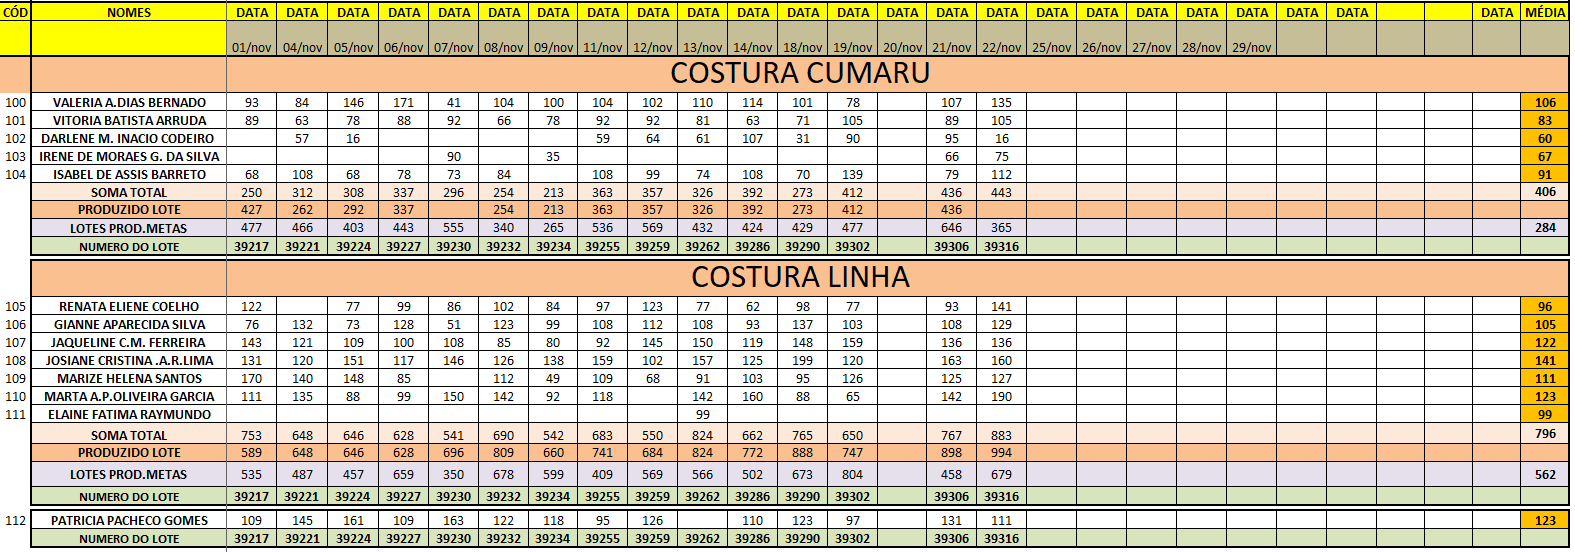 CÓD NOMES DATA DATA DATA DATA DATA DATA DATA DATA DATA DATA DATA DATA DATA DATA DATA DATA DATA DATA DATA DATA DATA DATA DATA DATA MÉDIA
01/nov 04/nov 05/nov 06/nov 07/nov 08/nov 09/nov 11/nov 12/nov 13/nov 14/nov 18/nov 19/nov 20/nov 21/nov 22/nov 25/nov 26/nov 27/nov 28/nov 29/nov
COSTURA CUMARU
100 VALERIA A.DIAS BERNADO 93 84 146 171 41 104 100 104 102 110 114 101 78 107 135 106
101 VITORIA BATISTA ARRUDA 89 63 78 88 92 66 78 92 92 81 63 71 105 89 105 83
102 DARLENE M. INACIO CODEIRO 57 16 59 64 61 107 31 90 95 16 60
103 IRENE DE MORAES G. DA SILVA 90 35 66 75 67
104 ISABEL DE ASSIS BARRETO 68 108 68 78 73 84 108 99 74 108 70 139 79 112 91
SOMA TOTAL 250 312 308 337 296 254 213 363 357 326 392 273 412 436 443 406
PRODUZIDO LOTE 427 262 292 337 254 213 363 357 326 392 273 412 436
LOTES PROD.METAS 477 466 403 443 555 340 265 536 569 432 424 429 477 646 365 284
NUMERO DO LOTE 39217 39221 39224 39227 39230 39232 39234 39255 39259 39262 39286 39290 39302 39306 39316
COSTURA LINHA
105 RENATA ELIENE COELHO 122 77 99 86 102 84 97 123 77 62 98 77 93 141 96
106 GIANNE APARECIDA SILVA 76 132 73 128 51 123 99 108 112 108 93 137 103 108 129 105
107 JAQUELINE C.M. FERREIRA 143 121 109 100 108 85 80 92 145 150 119 148 159 136 136 122
108 JOSIANE CRISTINA .A.R.LIMA 131 120 151 117 146 126 138 159 102 157 125 199 120 163 160 141
109 MARIZE HELENA SANTOS 170 140 148 85 112 49 109 68 91 103 95 126 125 127 111
110 MARTA A.P.OLIVEIRA GARCIA 111 135 88 99 150 142 92 118 142 160 88 65 142 190 123
111 ELAINE FATIMA RAYMUNDO 99 99
SOMA TOTAL 753 648 646 628 541 690 542 683 550 824 662 765 650 767 883 796
PRODUZIDO LOTE 589 648 646 628 696 809 660 741 684 824 772 888 747 898 994
LOTES PROD.METAS 535 487 457 659 350 678 599 409 569 566 502 673 804 458 679 562
NUMERO DO LOTE 39217 39221 39224 39227 39230 39232 39234 39255 39259 39262 39286 39290 39302 39306 39316
112 PATRICIA PACHECO GOMES 109 145 161 109 163 122 118 95 126 110 123 97 131 111 123
NUMERO DO LOTE 39217 39221 39224 39227 39230 39232 39234 39255 39259 39262 39286 39290 39302 39306 39316